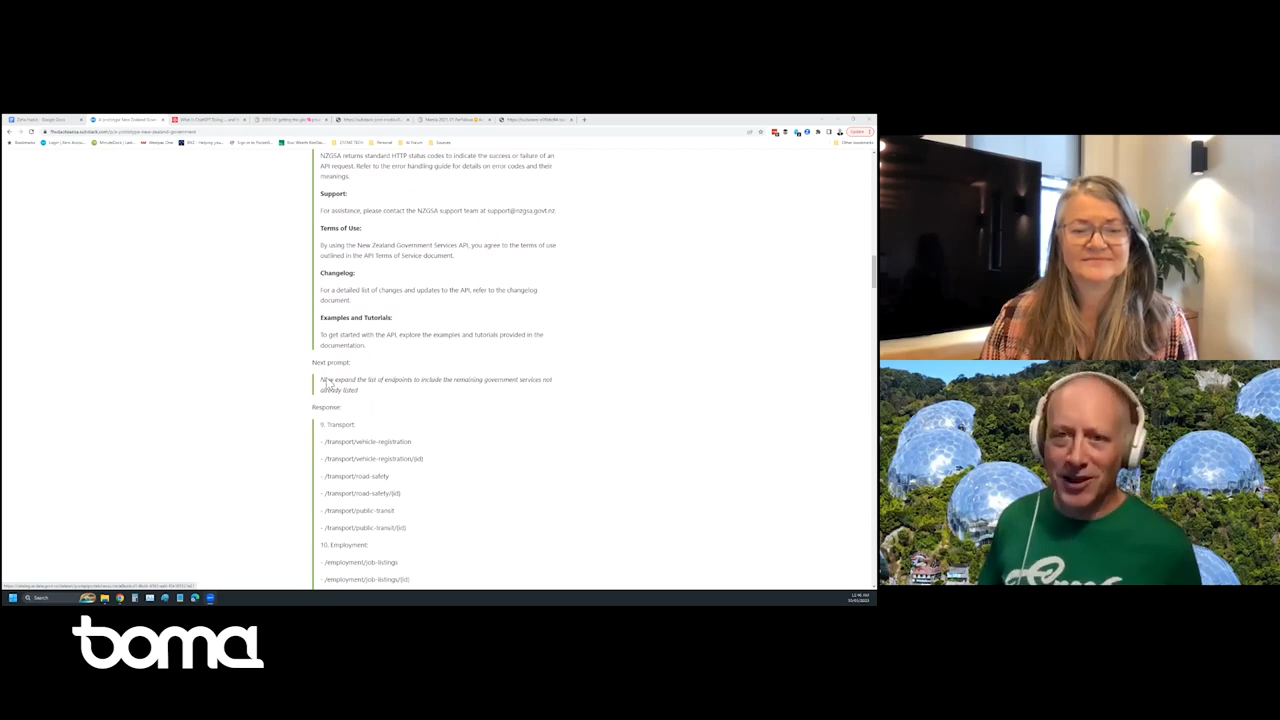 NZGSA returns standard HTTP status codes to indicate the success or failure of an
API request. Refer to the error handling guide for details on error codes and their
meanings.
Support:
For assistance, please contact the NZGSA support team at support@nzgsa.govt.nz.
Terms of Use:
By using the New Zealand Government Services API, you agree to the terms of use
outlined in the API Terms of Service document.
Changelog:
For a detailed list of changes and updates to the API, refer to the changelog
document.
Examples and Tutorials:
To get started with the API, explore the examples and tutorials provided in the
documentation.
Next prompt:
Now expand the list of endpoints to include the remaining government services not
already listed
Response:
9. Transport:
- /transport/vehicle-registration
- /transport/vehicle-registration/{id}
- /transport/road-safety
- /transport/road-safety/{id}
- /transport/public-transit
- /transport/public-transit/{id}
10. Employment:
- /employment/job-listings
- /employment/job-listings/{id}
Search
boma